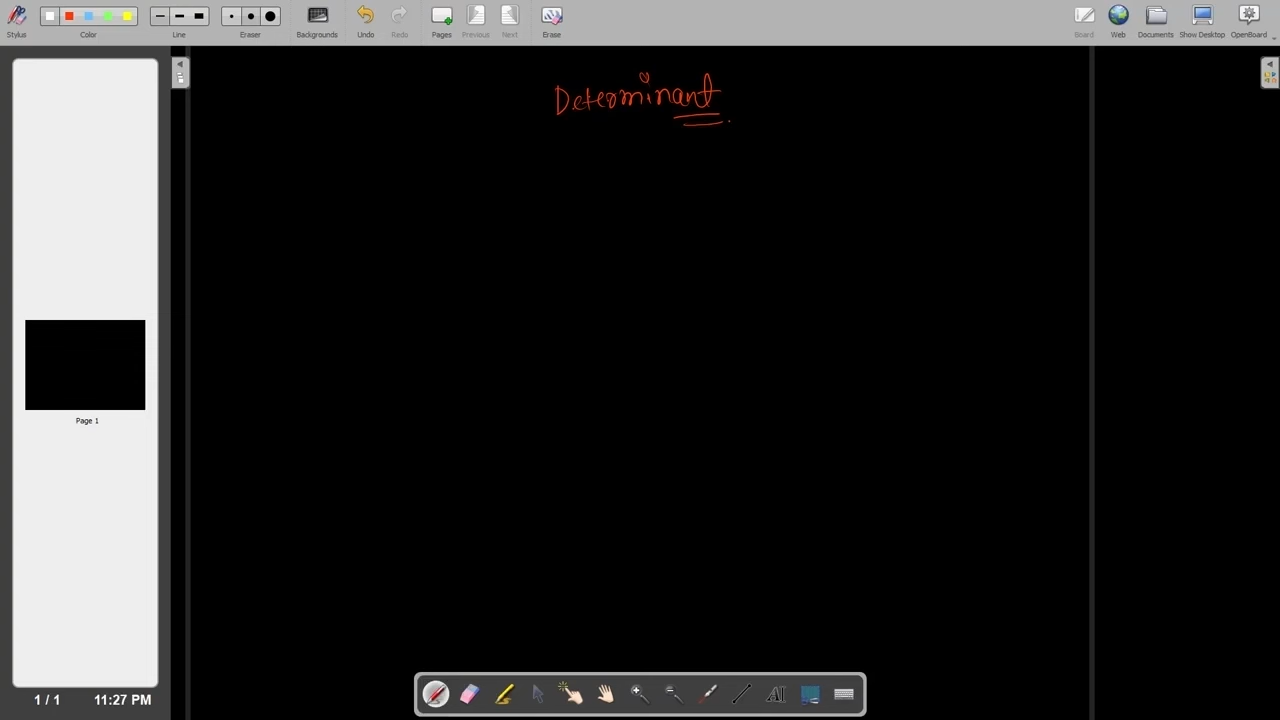 Stylus Color Line Eraser Backgrounds Undo Redo Pages Previous Next Erase Board Web Documents Show Desktop OpenBoard
Determinant
Page 1
1 / 1 11:27 PM
AI